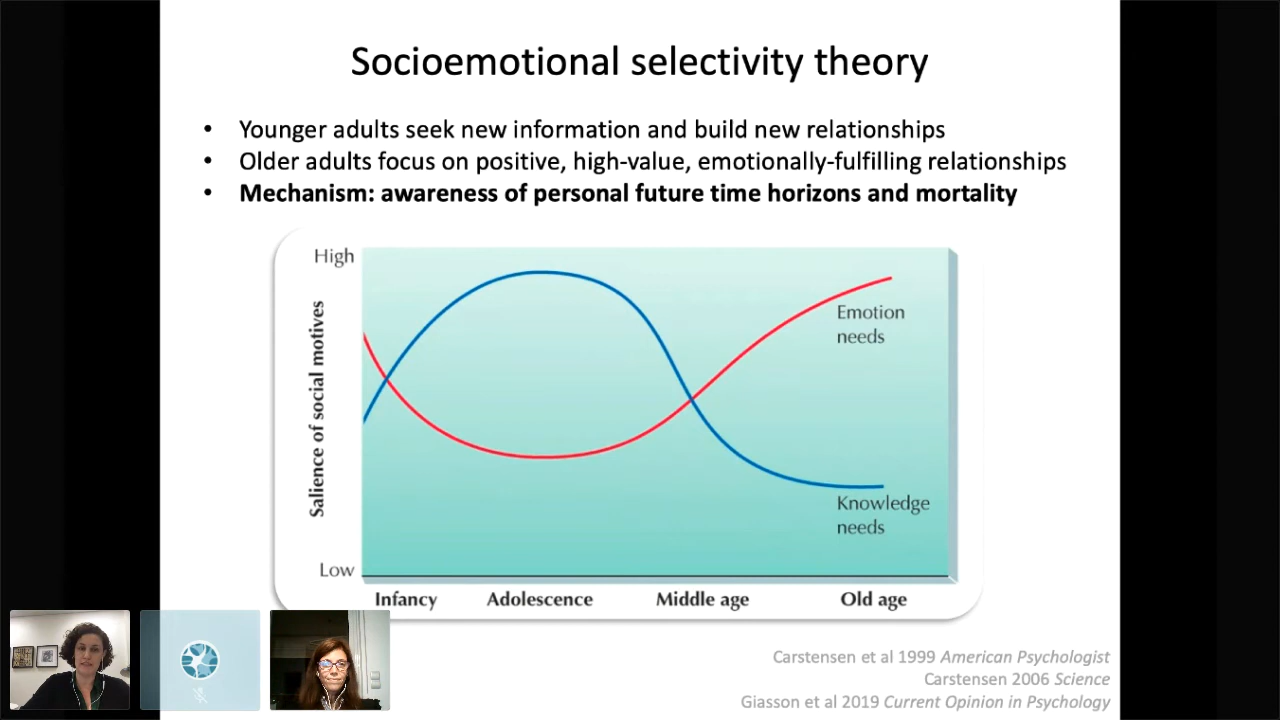 Socioemotional selectivity theory
• Younger adults seek new information and build new relationships
• Older adults focus on positive, high-value, emotionally-fulfilling relationships
• Mechanism: awareness of personal future time horizons and mortality
High
Salience of social motives
Low
Emotion
needs
Knowledge
needs
Infancy
Adolescence
Middle age
Old age
Carstensen et al 1999 American Psychologist
Carstensen 2006 Science
Giasson et al 2019 Current Opinion in Psychology